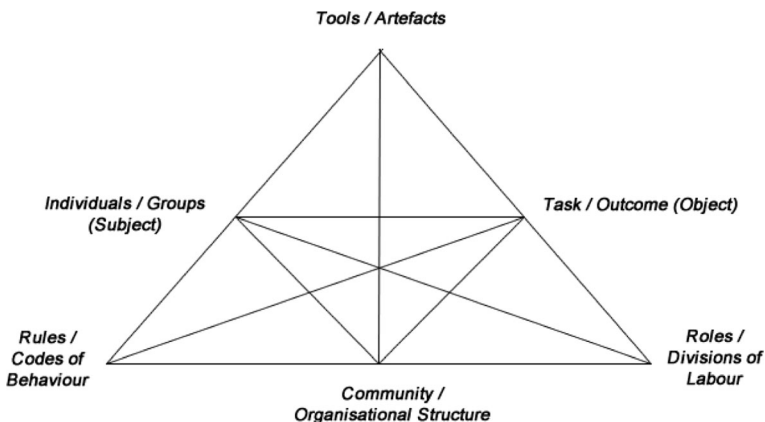 Tools / Artefacts
Individuals / Groups
(Subject)
Task / Outcome (Object)
Rules /
Codes of
Behaviour
Community /
Organisational Structure
Roles /
Divisions of
Labour